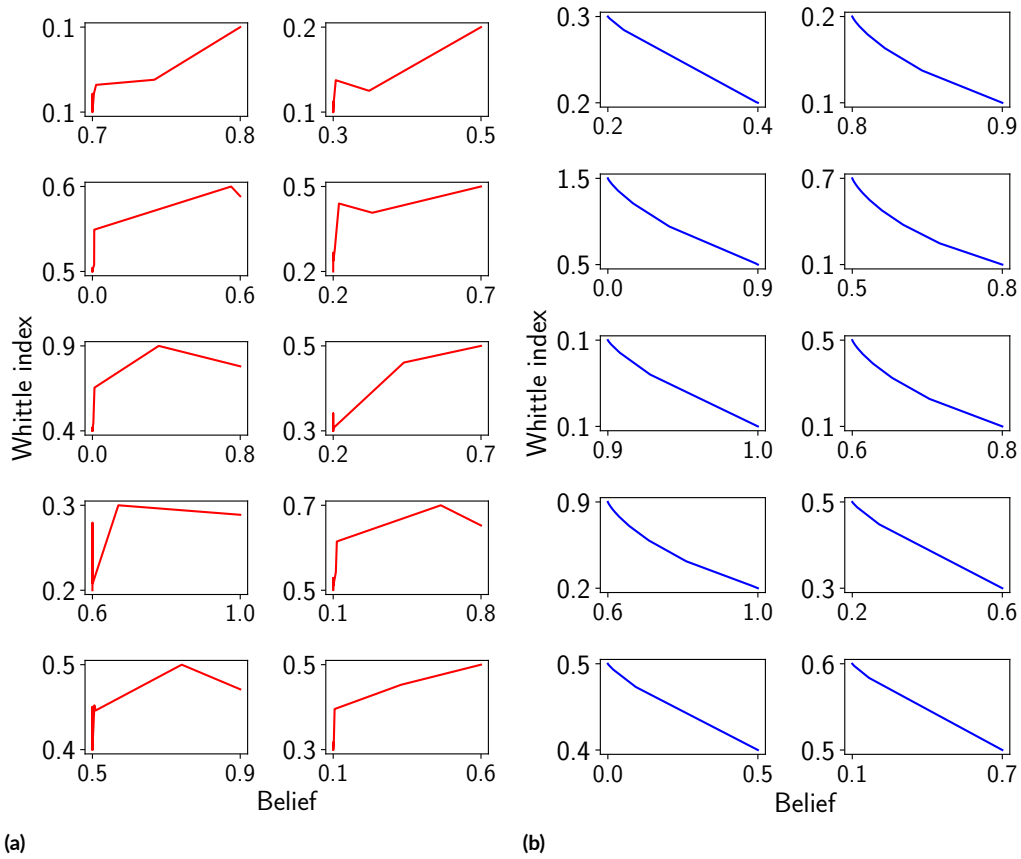 0.1 0.1 0.7 0.8
0.2 0.1 0.3 0.5
0.6 0.5 0.0 0.6
0.5 0.2 0.2 0.7
0.9 0.4 0.0 0.8
0.5 0.3 0.2 0.7
0.3 0.2 0.6 1.0
0.7 0.5 0.1 0.8
0.5 0.4 0.5 0.9
0.5 0.3 0.1 0.6
Whittle index
Belief
(a)
0.3 0.2 0.2 0.4
0.2 0.1 0.8 0.9
1.5 0.5 0.0 0.9
0.7 0.1 0.5 0.8
0.1 0.1 0.9 1.0
0.5 0.1 0.6 0.8
0.9 0.2 0.6 1.0
0.5 0.3 0.2 0.6
0.5 0.4 0.0 0.5
0.6 0.5 0.1 0.7
Whittle index
Belief
(b)